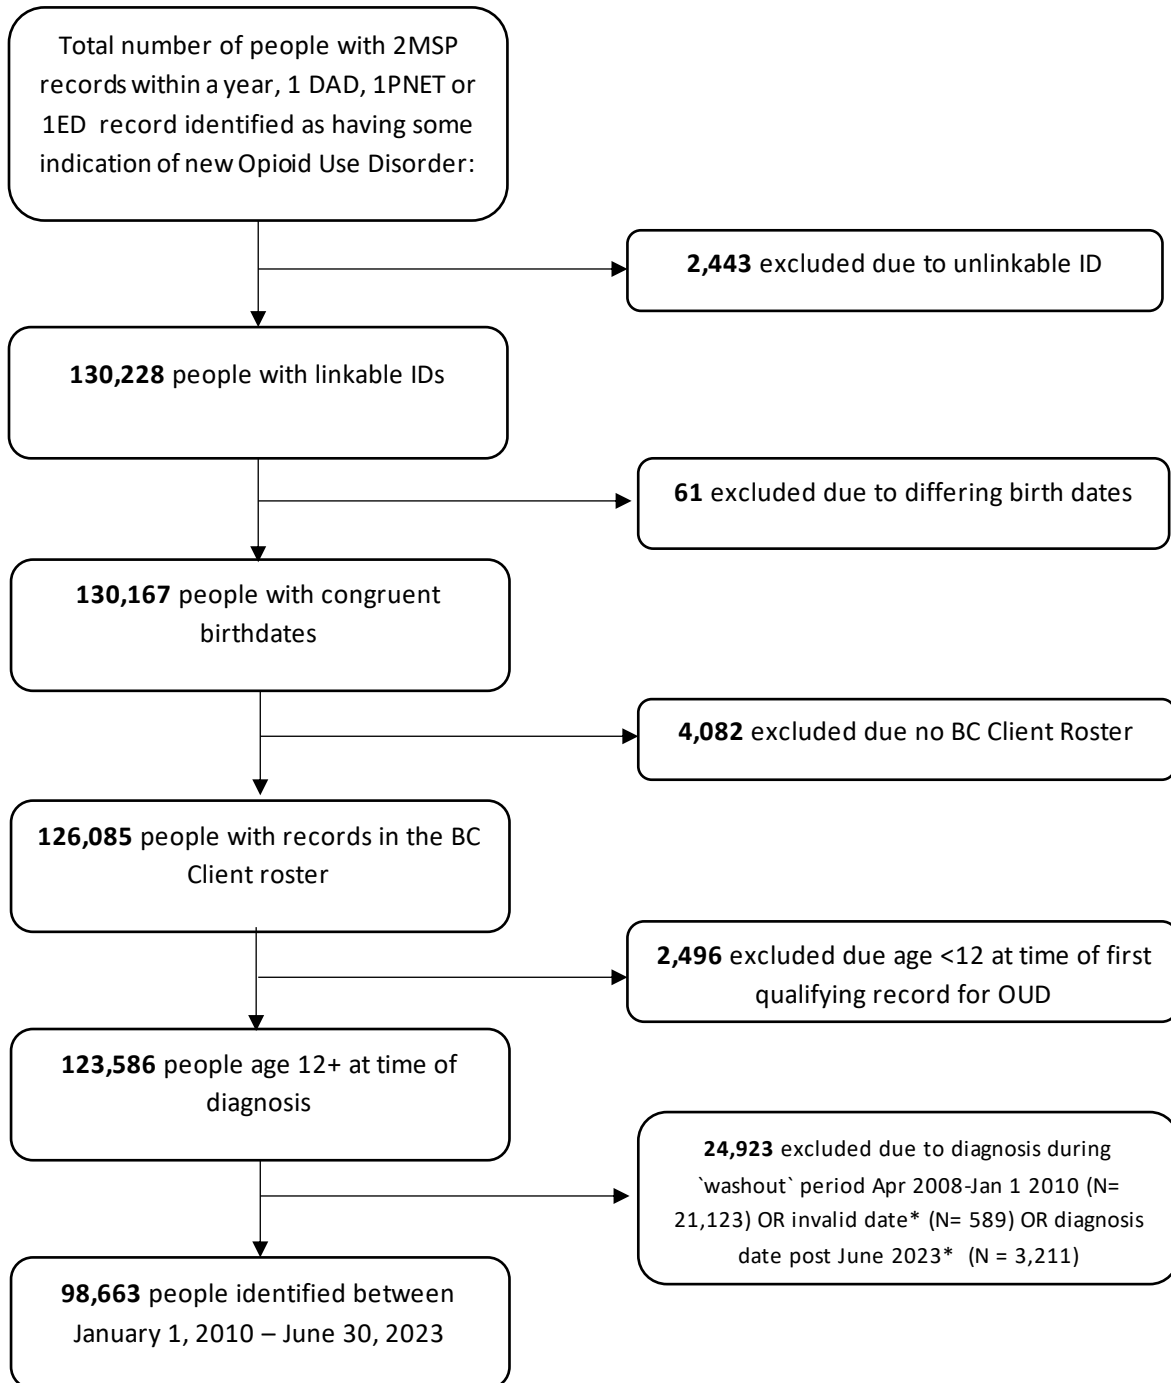 Total number of people with 2MSP
records within a year, 1 DAD, 1PNET or
1ED record identified as having some
indication of new Opioid Use Disorder:
2,443 excluded due to unlinkable ID
130,228 people with linkable IDs
61 excluded due to differing birth dates
130,167 people with congruent
birthdates
4,082 excluded due no BC Client Roster
126,085 people with records in the BC
Client roster
2,496 excluded due age <12 at time of first
qualifying record for OUD
123,586 people age 12+ at time of
diagnosis
24,923 excluded due to diagnosis during
`washout` period Apr 2008-Jan 1 2010 (N=
21,123) OR invalid date* (N= 589) OR diagnosis
date post June 2023* (N = 3,211)
98,663 people identified between
January 1, 2010 – June 30, 2023